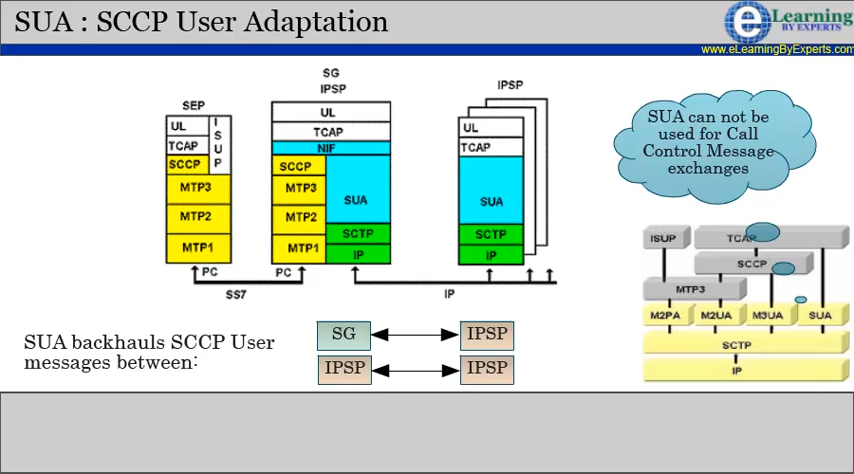 SUA : SCCP User Adaptation
eLearning
BY EXPERTS
www.eLearningByExperts.com
SEP
UL
TCAP
SCCP
ISUP
MTP3
MTP2
MTP1
PC
SG
IPSP
UL
TCAP
NIF
SCCP
MTP3
MTP2
MTP1
SUA
SCTP
IP
PC
SS7
IP
IPSP
UL
TCAP
SUA
SCTP
IP
SUA can not be
used for Call
Control Message
exchanges
ISUP
TCAP
SCCP
MTP3
M2PA
M2UA
M3UA
SUA
SCTP
IP
SUA backhauls SCCP User
messages between:
SG
IPSP
IPSP
IPSP